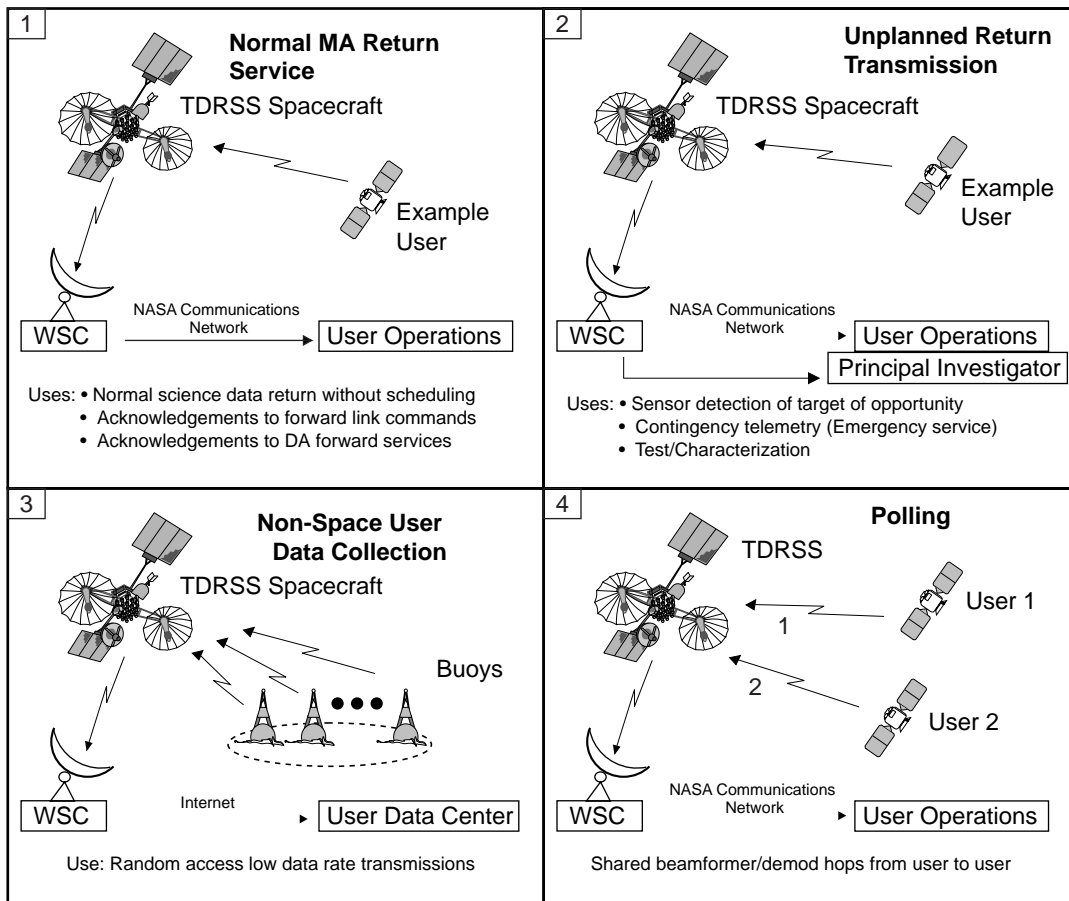 1
Normal MA Return
Service
TDRSS Spacecraft
Example
User
NASA Communications
Network
WSC
User Operations
Uses: • Normal science data return without scheduling
• Acknowledgements to forward link commands
• Acknowledgements to DA forward services
2
Unplanned Return
Transmission
TDRSS Spacecraft
Example
User
NASA Communications
Network
WSC
User Operations
Principal Investigator
Uses: • Sensor detection of target of opportunity
• Contingency telemetry (Emergency service)
• Test/Characterization
3
Non-Space User
Data Collection
TDRSS Spacecraft
Buoys
Internet
WSC
User Data Center
Use: Random access low data rate transmissions
4
Polling
TDRSS
User 1
1
2
User 2
NASA Communications
Network
WSC
User Operations
Shared beamformer/demod hops from user to user